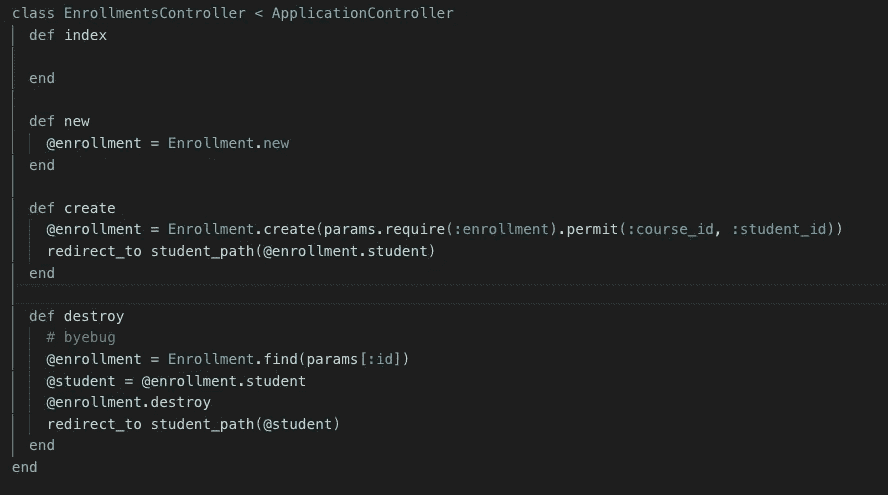 class EnrollmentsController < ApplicationController
  def index

  end

  def new
    @enrollment = Enrollment.new
  end

  def create
    @enrollment = Enrollment.create(params.require(:enrollment).permit(:course_id, :student_id))
    redirect_to student_path(@enrollment.student)
  end

  def destroy
    # byebug
    @enrollment = Enrollment.find(params[:id])
    @student = @enrollment.student
    @enrollment.destroy
    redirect_to student_path(@student)
  end
end